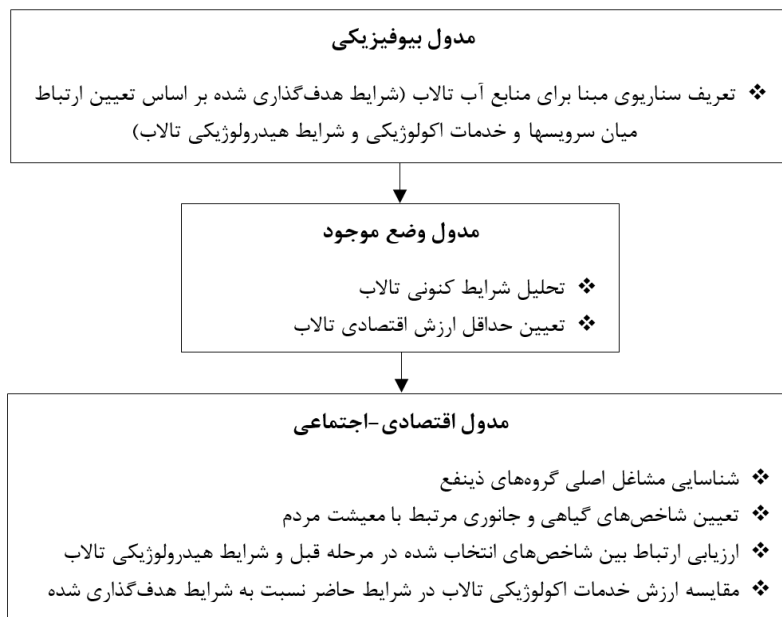 مدول بیوفیزیکی
❖ تعریف سناریوی مبنا برای منابع آب تالاب (شرایط هدف‌گذاری شده بر اساس تعیین ارتباط
میان سرویسها و خدمات اکولوژیکی و شرایط هیدرولوژیکی تالاب)
مدول وضع موجود
❖ تحلیل شرایط کنونی تالاب
❖ تعیین حداقل ارزش اقتصادی تالاب
مدول اقتصادی-اجتماعی
❖ شناسایی مشاغل اصلی گروه‌های ذینفع
❖ تعیین شاخص‌های گیاهی و جانوری مرتبط با معیشت مردم
❖ ارزیابی ارتباط بین شاخص‌های انتخاب شده در مرحله قبل و شرایط هیدرولوژیکی تالاب
❖ مقایسه ارزش خدمات اکولوژیکی تالاب در شرایط حاضر نسبت به شرایط هدف‌گذاری شده